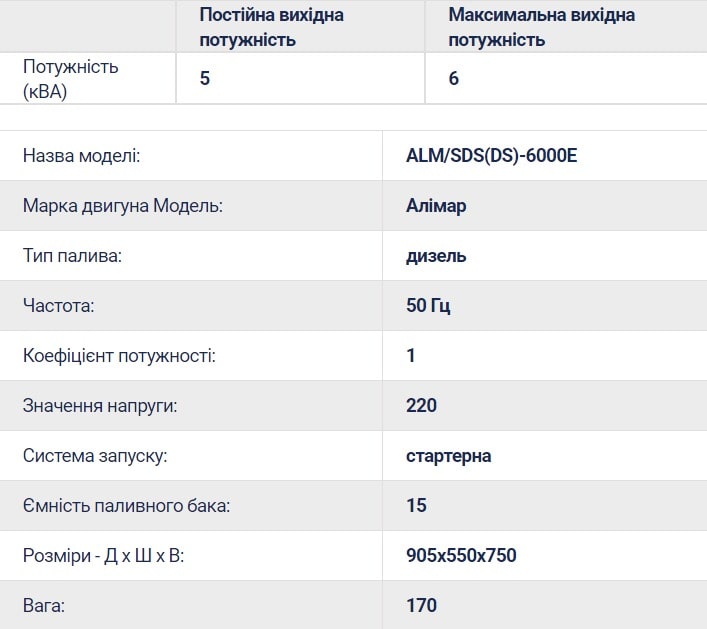 Постійна вихідна потужність
Максимальна вихідна потужність
Потужність (кВА)
5
6
Назва моделі:
ALM/SDS(DS)-6000E
Марка двигуна Модель:
Алімар
Тип палива:
дизель
Частота:
50 Гц
Коефіцієнт потужності:
1
Значення напруги:
220
Система запуску:
стартерна
Ємність паливного бака:
15
Розміри - Д x Ш x В:
905x550x750
Вага:
170